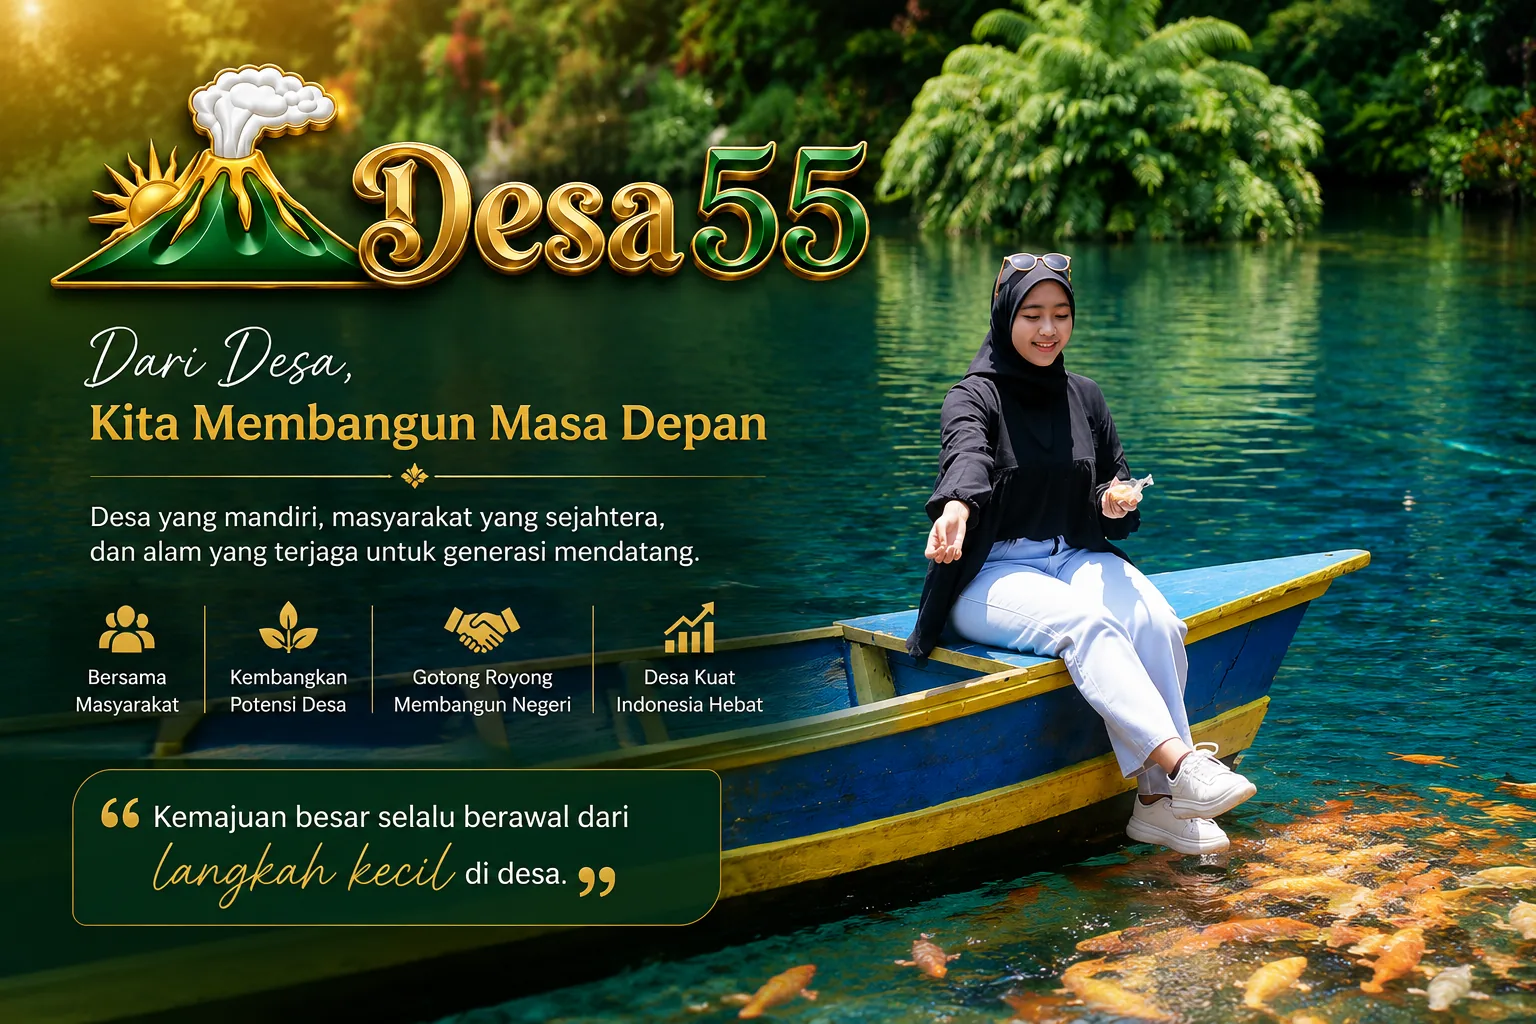 Desa 55
Dari Desa,
Kita Membangun Masa Depan
Desa yang mandiri, masyarakat yang sejahtera,
dan alam yang terjaga untuk generasi mendatang.
Bersama
Masyarakat
Kembangkan
Potensi Desa
Gotong Royong
Membangun Negeri
Desa Kuat
Indonesia Hebat
“ Kemajuan besar selalu berawal dari
langkah kecil di desa. ”